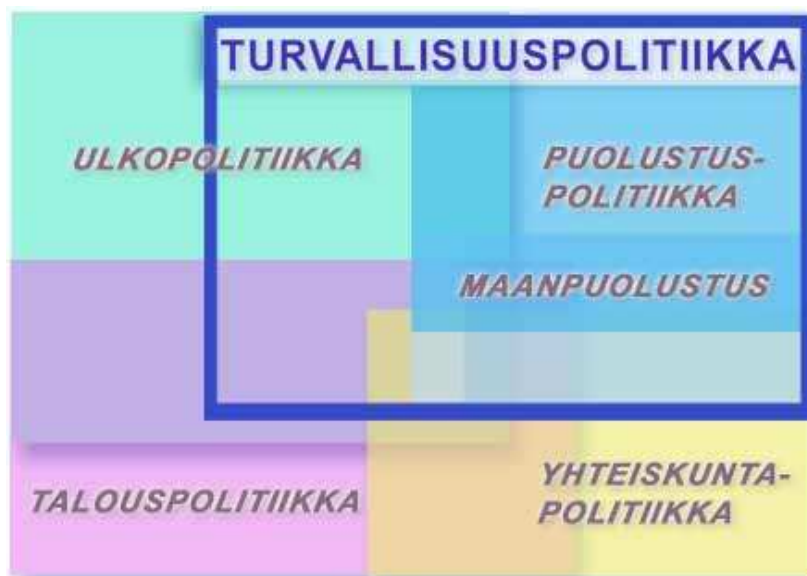 TURVALLISUUSPOLITIIKKA
ULKOPOLITIIKKA
PUOLUSTUS-
POLITIIKKA
MAANPUOLUSTUS
TALOUSPOLITIIKKA
YHTEISKUNTA-
POLITIIKKA